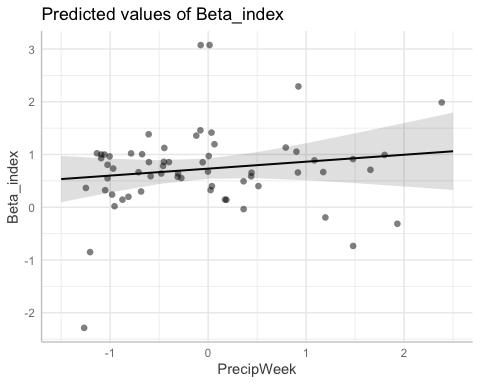 Predicted values of Beta_index
3
2
1
0
-1
-2
Beta_index
-1 0 1 2
PrecipWeek